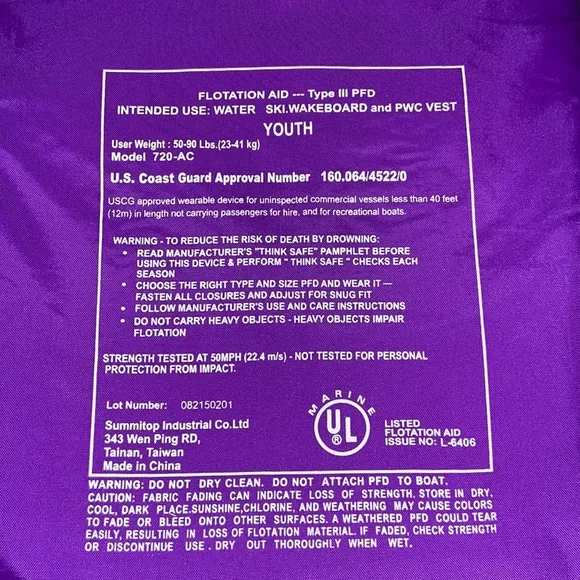 FLOTATION AID --- Type III PFD
INTENDED USE: WATER SKI.WAKEBOARD and PWC VEST
YOUTH
User Weight : 50-90 Lbs.(23-41 kg)
Model 720-AC
U.S. Coast Guard Approval Number 160.064/4522/0
USCG approved wearable device for uninspected commercial vessels less than 40 feet
(12m) in length not carrying passengers for hire, and for recreational boats.
WARNING - TO REDUCE THE RISK OF DEATH BY DROWNING:
• READ MANUFACTURER'S "THINK SAFE" PAMPHLET BEFORE
USING THIS DEVICE & PERFORM " THINK SAFE " CHECKS EACH
SEASON
• CHOOSE THE RIGHT TYPE AND SIZE PFD AND WEAR IT —
FASTEN ALL CLOSURES AND ADJUST FOR SNUG FIT
• FOLLOW MANUFACTURER'S USE AND CARE INSTRUCTIONS
• DO NOT CARRY HEAVY OBJECTS - HEAVY OBJECTS IMPAIR
FLOTATION
STRENGTH TESTED AT 50MPH (22.4 m/s) - NOT TESTED FOR PERSONAL
PROTECTION FROM IMPACT.
Lot Number: 082150201
Summitop Industrial Co.Ltd
343 Wen Ping RD,
Tainan, Taiwan
Made in China
MARINE
UL
LISTED
FLOTATION AID
ISSUE NO: L-6406
WARNING: DO NOT DRY CLEAN. DO NOT ATTACH PFD TO BOAT.
CAUTION: FABRIC FADING CAN INDICATE LOSS OF STRENGTH. STORE IN DRY,
COOL, DARK PLACE.SUNSHINE,CHLORINE, AND WEATHERING MAY CAUSE COLORS
TO FADE OR BLEED ONTO OTHER SURFACES. A WEATHERED PFD COULD TEAR
EASILY, RESULTING IN LOSS OF FLOTATION MATERIAL. IF FADED, CHECK STRENGTH
OR DISCONTINUE USE . DRY OUT THOROUGHLY WHEN WET.